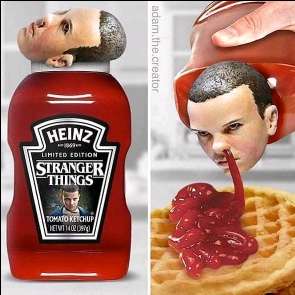 HEINZ
EST 1869
LIMITED EDITION
STRANGER
THINGS
TOMATO KETCHUP
NET WT 14 OZ (397g)
adam.the.creator